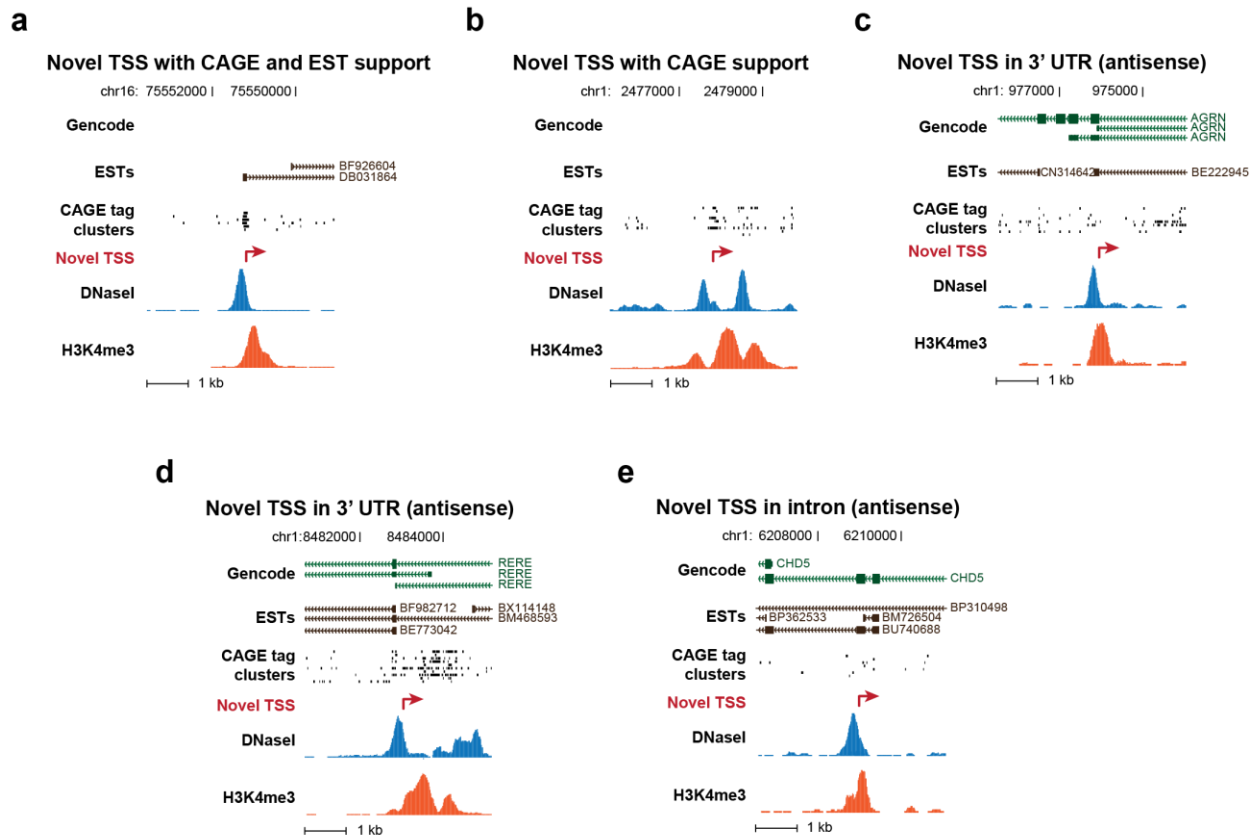 a
Novel TSS with CAGE and EST support
chr16: 75552000 | 75550000 |
Gencode
ESTs
BF926604
DB031864
CAGE tag
clusters
Novel TSS
DNaseI
H3K4me3
1 kb
b
Novel TSS with CAGE support
chr1: 2477000 | 2479000 |
Gencode
ESTs
CAGE tag
clusters
Novel TSS
DNaseI
H3K4me3
1 kb
c
Novel TSS in 3' UTR (antisense)
chr1: 977000 | 975000 |
Gencode
AGRN
AGRN
AGRN
ESTs
CN314642
BE222945
CAGE tag
clusters
Novel TSS
DNaseI
H3K4me3
1 kb
d
Novel TSS in 3' UTR (antisense)
chr1:8482000 | 8484000 |
Gencode
RERE
RERE
RERE
ESTs
BF982712 BX114148
BM468593
BE773042
CAGE tag
clusters
Novel TSS
DNaseI
H3K4me3
1 kb
e
Novel TSS in intron (antisense)
chr1: 6208000 | 6210000 |
Gencode
CHD5
CHD5
ESTs
BP310498
BP362533 BM726504
BU740688
CAGE tag
clusters
Novel TSS
DNaseI
H3K4me3
1 kb